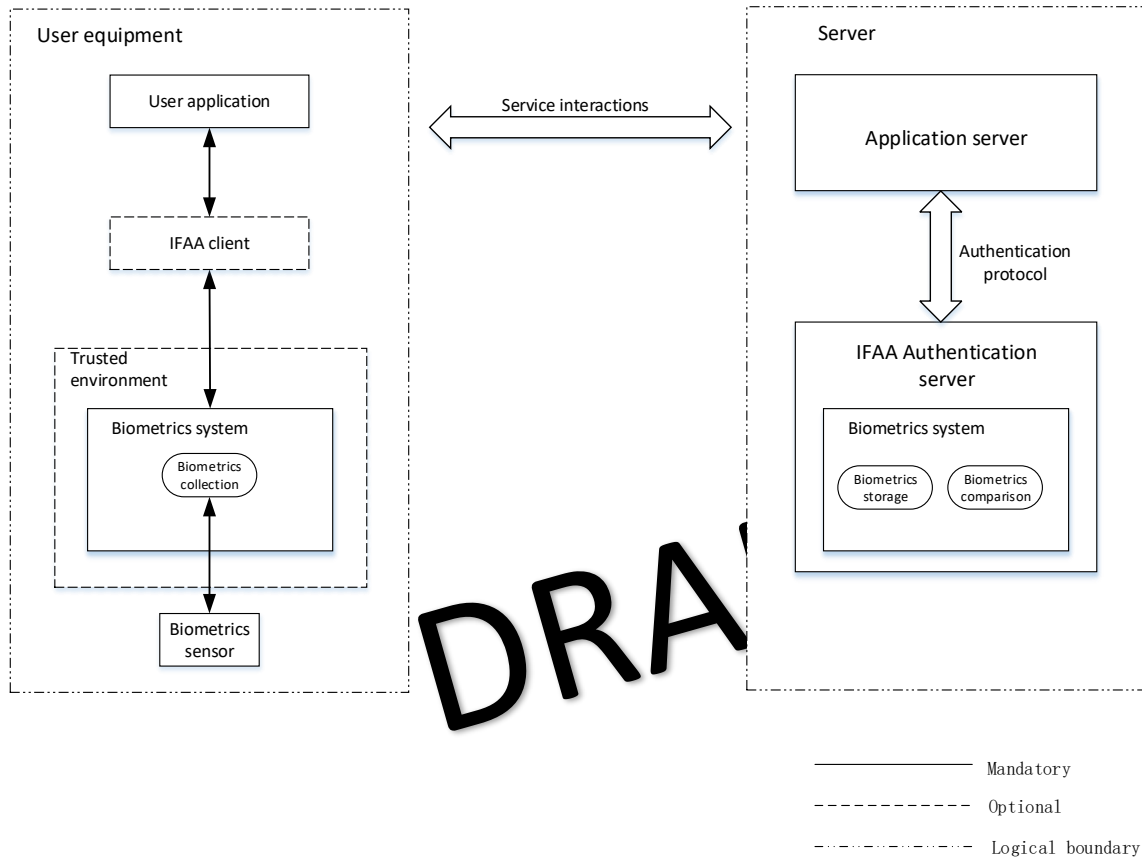 User equipment
User application
IFAA client
Trusted
environment
Biometrics system
Biometrics
collection
Biometrics
sensor
Service interactions
Server
Application server
Authentication
protocol
IFAA Authentication
server
Biometrics system
Biometrics
storage
Biometrics
comparison
DRA
Mandatory
Optional
Logical boundary